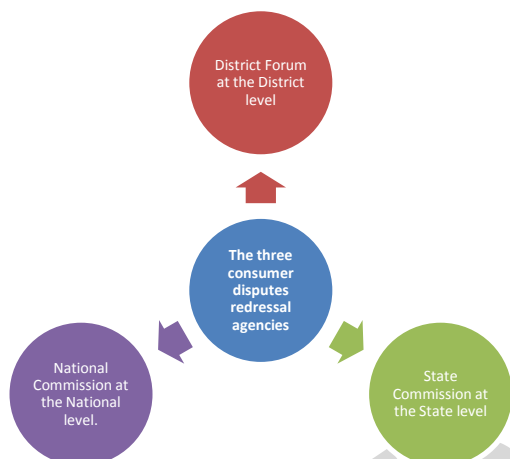 District Forum
at the District
level
The three
consumer
disputes
redressal
agencies
National
Commission at
the National
level.
State
Commission at
the State level